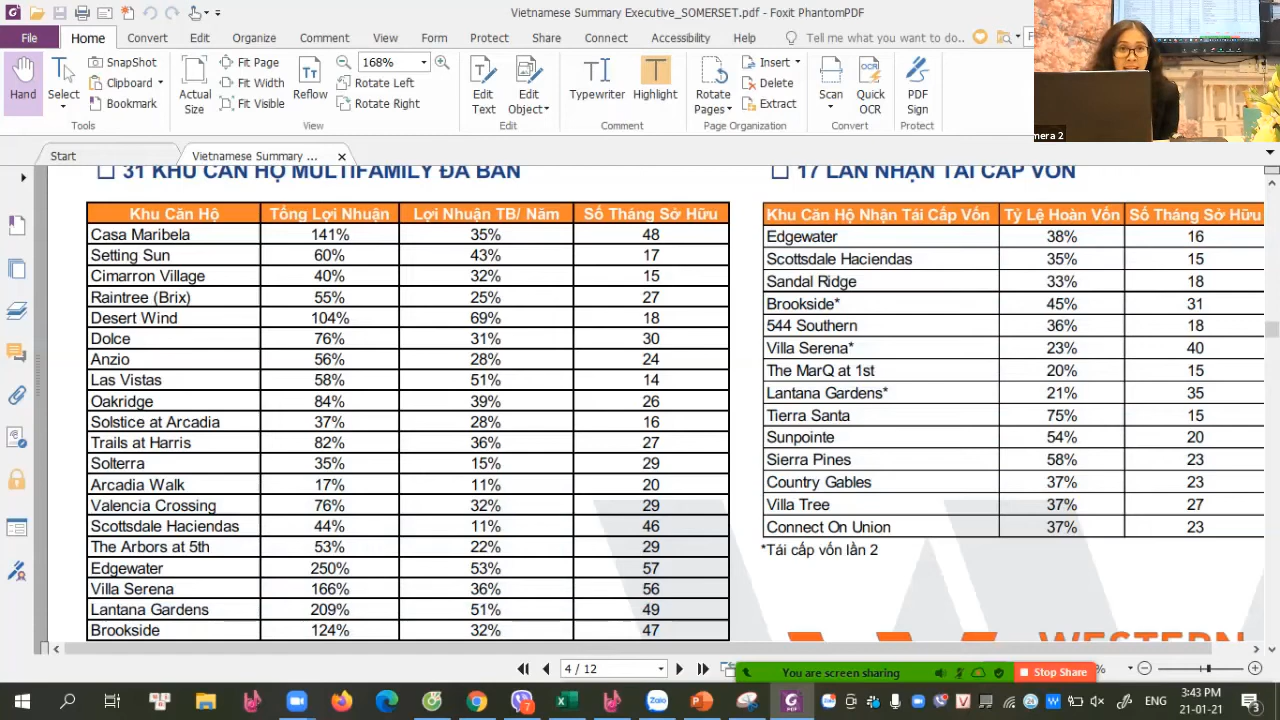 Vietnamese Summary Executive_SOMERSET.pdf - Foxit PhantomPDF
File Home Convert Edit Organize Comment View Form Protect Share Connect Accessibility Help Tell me what you want to do...
Hand
Select
SnapShot
Clipboard
Bookmark
Tools
Actual Size
Fit Page
Fit Width
Fit Visible
Reflow
168%
Rotate Left
Rotate Right
View
Edit Text
Edit Object
Edit
Typewriter
Highlight
Comment
Rotate Pages
Insert
Delete
Extract
Page Organization
Scan
Quick OCR
Convert
PDF Sign
Protect
mera 2
Start
Vietnamese Summary ...
31 KHU CĂN HỘ MULTIFAMILY ĐÃ BÁN
Khu Căn Hộ Tổng Lợi Nhuận Lợi Nhuận TB/ Năm Số Tháng Sở Hữu
Casa Maribela 141% 35% 48
Setting Sun 60% 43% 17
Cimarron Village 40% 32% 15
Raintree (Brix) 55% 25% 27
Desert Wind 104% 69% 18
Dolce 76% 31% 30
Anzio 56% 28% 24
Las Vistas 58% 51% 14
Oakridge 84% 39% 26
Solstice at Arcadia 37% 28% 16
Trails at Harris 82% 36% 27
Solterra 35% 15% 29
Arcadia Walk 17% 11% 20
Valencia Crossing 76% 32% 29
Scottsdale Haciendas 44% 11% 46
The Arbors at 5th 53% 22% 29
Edgewater 250% 53% 57
Villa Serena 166% 36% 56
Lantana Gardens 209% 51% 49
Brookside 124% 32% 47
17 LẦN NHẬN TÁI CẤP VỐN
Khu Căn Hộ Nhận Tái Cấp Vốn Tỷ Lệ Hoàn Vốn Số Tháng Sở Hữu
Edgewater 38% 16
Scottsdale Haciendas 35% 15
Sandal Ridge 33% 18
Brookside* 45% 31
544 Southern 36% 18
Villa Serena* 23% 40
The MarQ at 1st 20% 15
Lantana Gardens* 21% 35
Tierra Santa 75% 15
Sunpointe 54% 20
Sierra Pines 58% 23
Country Gables 37% 23
Villa Tree 37% 27
Connect On Union 37% 23
*Tái cấp vốn lần 2
WESTERN
4 / 12
You are screen sharing
Stop Share
ENG
3:43 PM
21-01-21